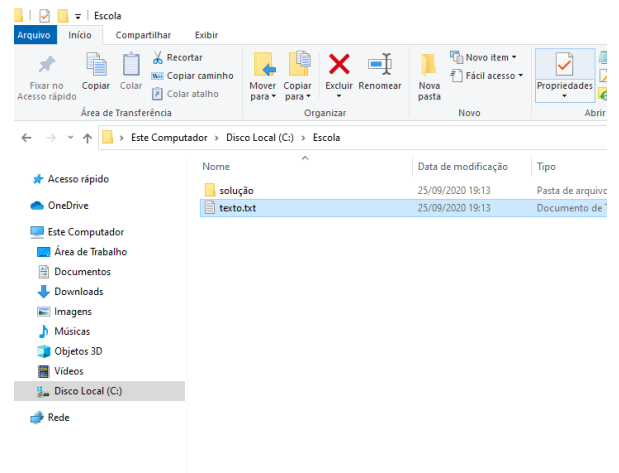 Escola
Arquivo Início Compartilhar Exibir
Fixar no Acesso rápido
Copiar
Colar
Recortar
Copiar caminho
Colar atalho
Mover para
Copiar para
Excluir
Renomear
Nova pasta
Novo item
Fácil acesso
Propriedades
Área de Transferência Organizar Novo Abrir
Este Computador > Disco Local (C:) > Escola
Nome Data de modificação Tipo
solução 25/09/2020 19:13 Pasta de arquivo
texto.txt 25/09/2020 19:13 Documento de
Acesso rápido
OneDrive
Este Computador
Área de Trabalho
Documentos
Downloads
Imagens
Músicas
Objetos 3D
Vídeos
Disco Local (C:)
Rede